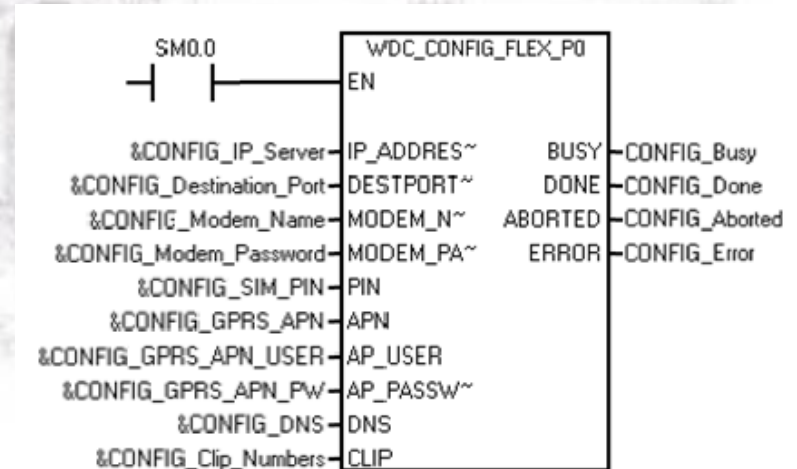 SM0.0
WDC_CONFIG_FLEX_P0
EN
&CONFIG_IP_Server IP_ADDRES~ BUSY CONFIG_Busy
&CONFIG_Destination_Port DESTPORT~ DONE CONFIG_Done
&CONFIG_Modem_Name MODEM_N~ ABORTED CONFIG_Aborted
&CONFIG_Modem_Password MODEM_PA~ ERROR CONFIG_Error
&CONFIG_SIM_PIN PIN
&CONFIG_GPRS_APN APN
&CONFIG_GPRS_APN_USER AP_USER
&CONFIG_GPRS_APN_PW AP_PASSW~
&CONFIG_DNS DNS
&CONFIG_Clip_Numbers CLIP